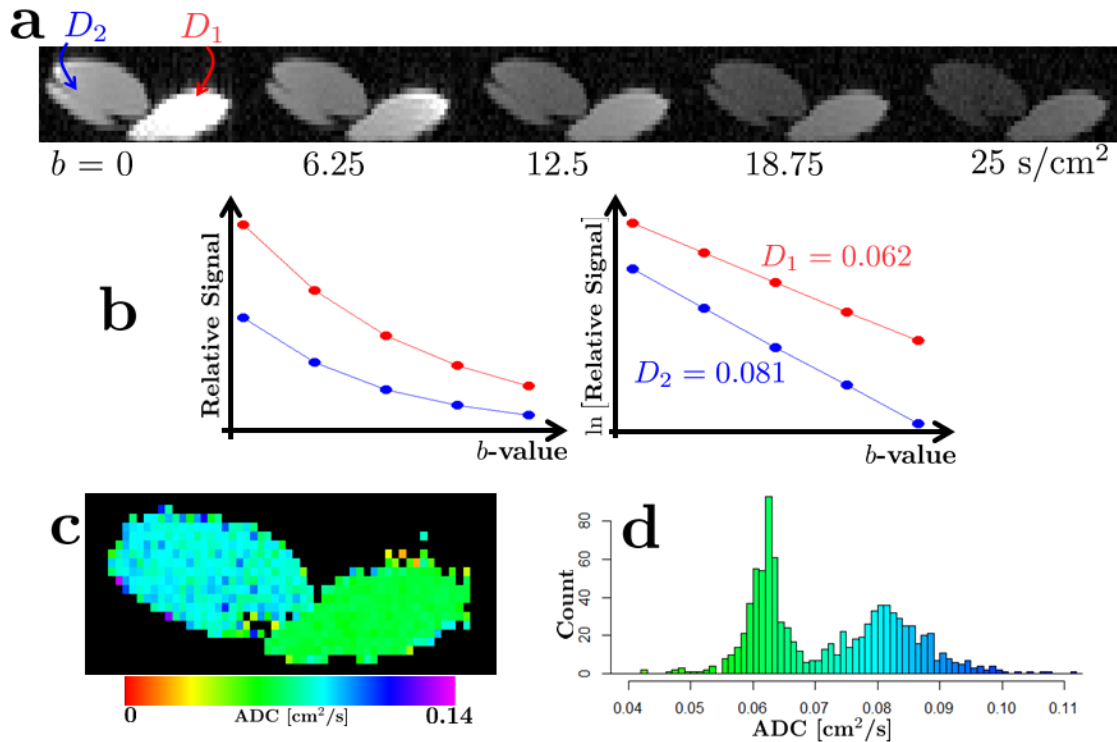 a
D₂ D₁
b = 0 6.25 12.5 18.75 25 s/cm²
b
Relative Signal
b-value
ln [Relative Signal]
D₁ = 0.062
D₂ = 0.081
b-value
c
0 ADC [cm²/s] 0.14
d
Count
0 20 40 60 80
0.04 0.05 0.06 0.07 0.08 0.09 0.10 0.11
ADC [cm²/s]